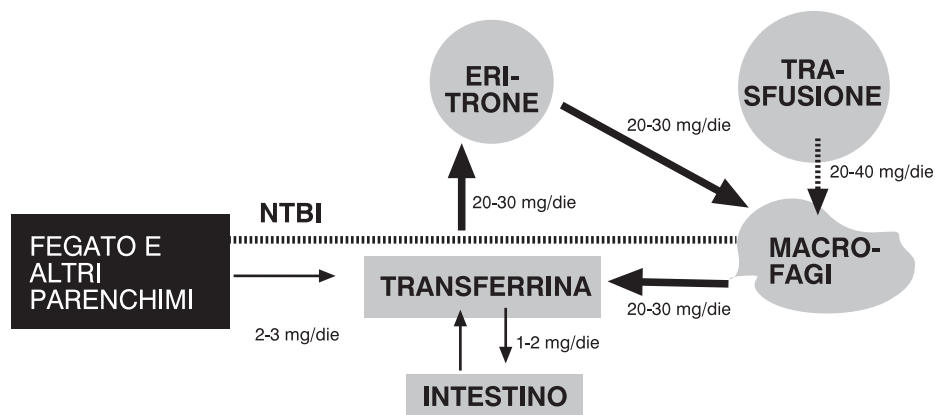 ERI-
TRONE
TRA-
SFUSIONE
20-30 mg/die
20-40 mg/die
20-30 mg/die
NTBI
FEGATO E
ALTRI
PARENCHIMI
MACRO-
FAGI
TRANSFERRINA
20-30 mg/die
2-3 mg/die
1-2 mg/die
INTESTINO